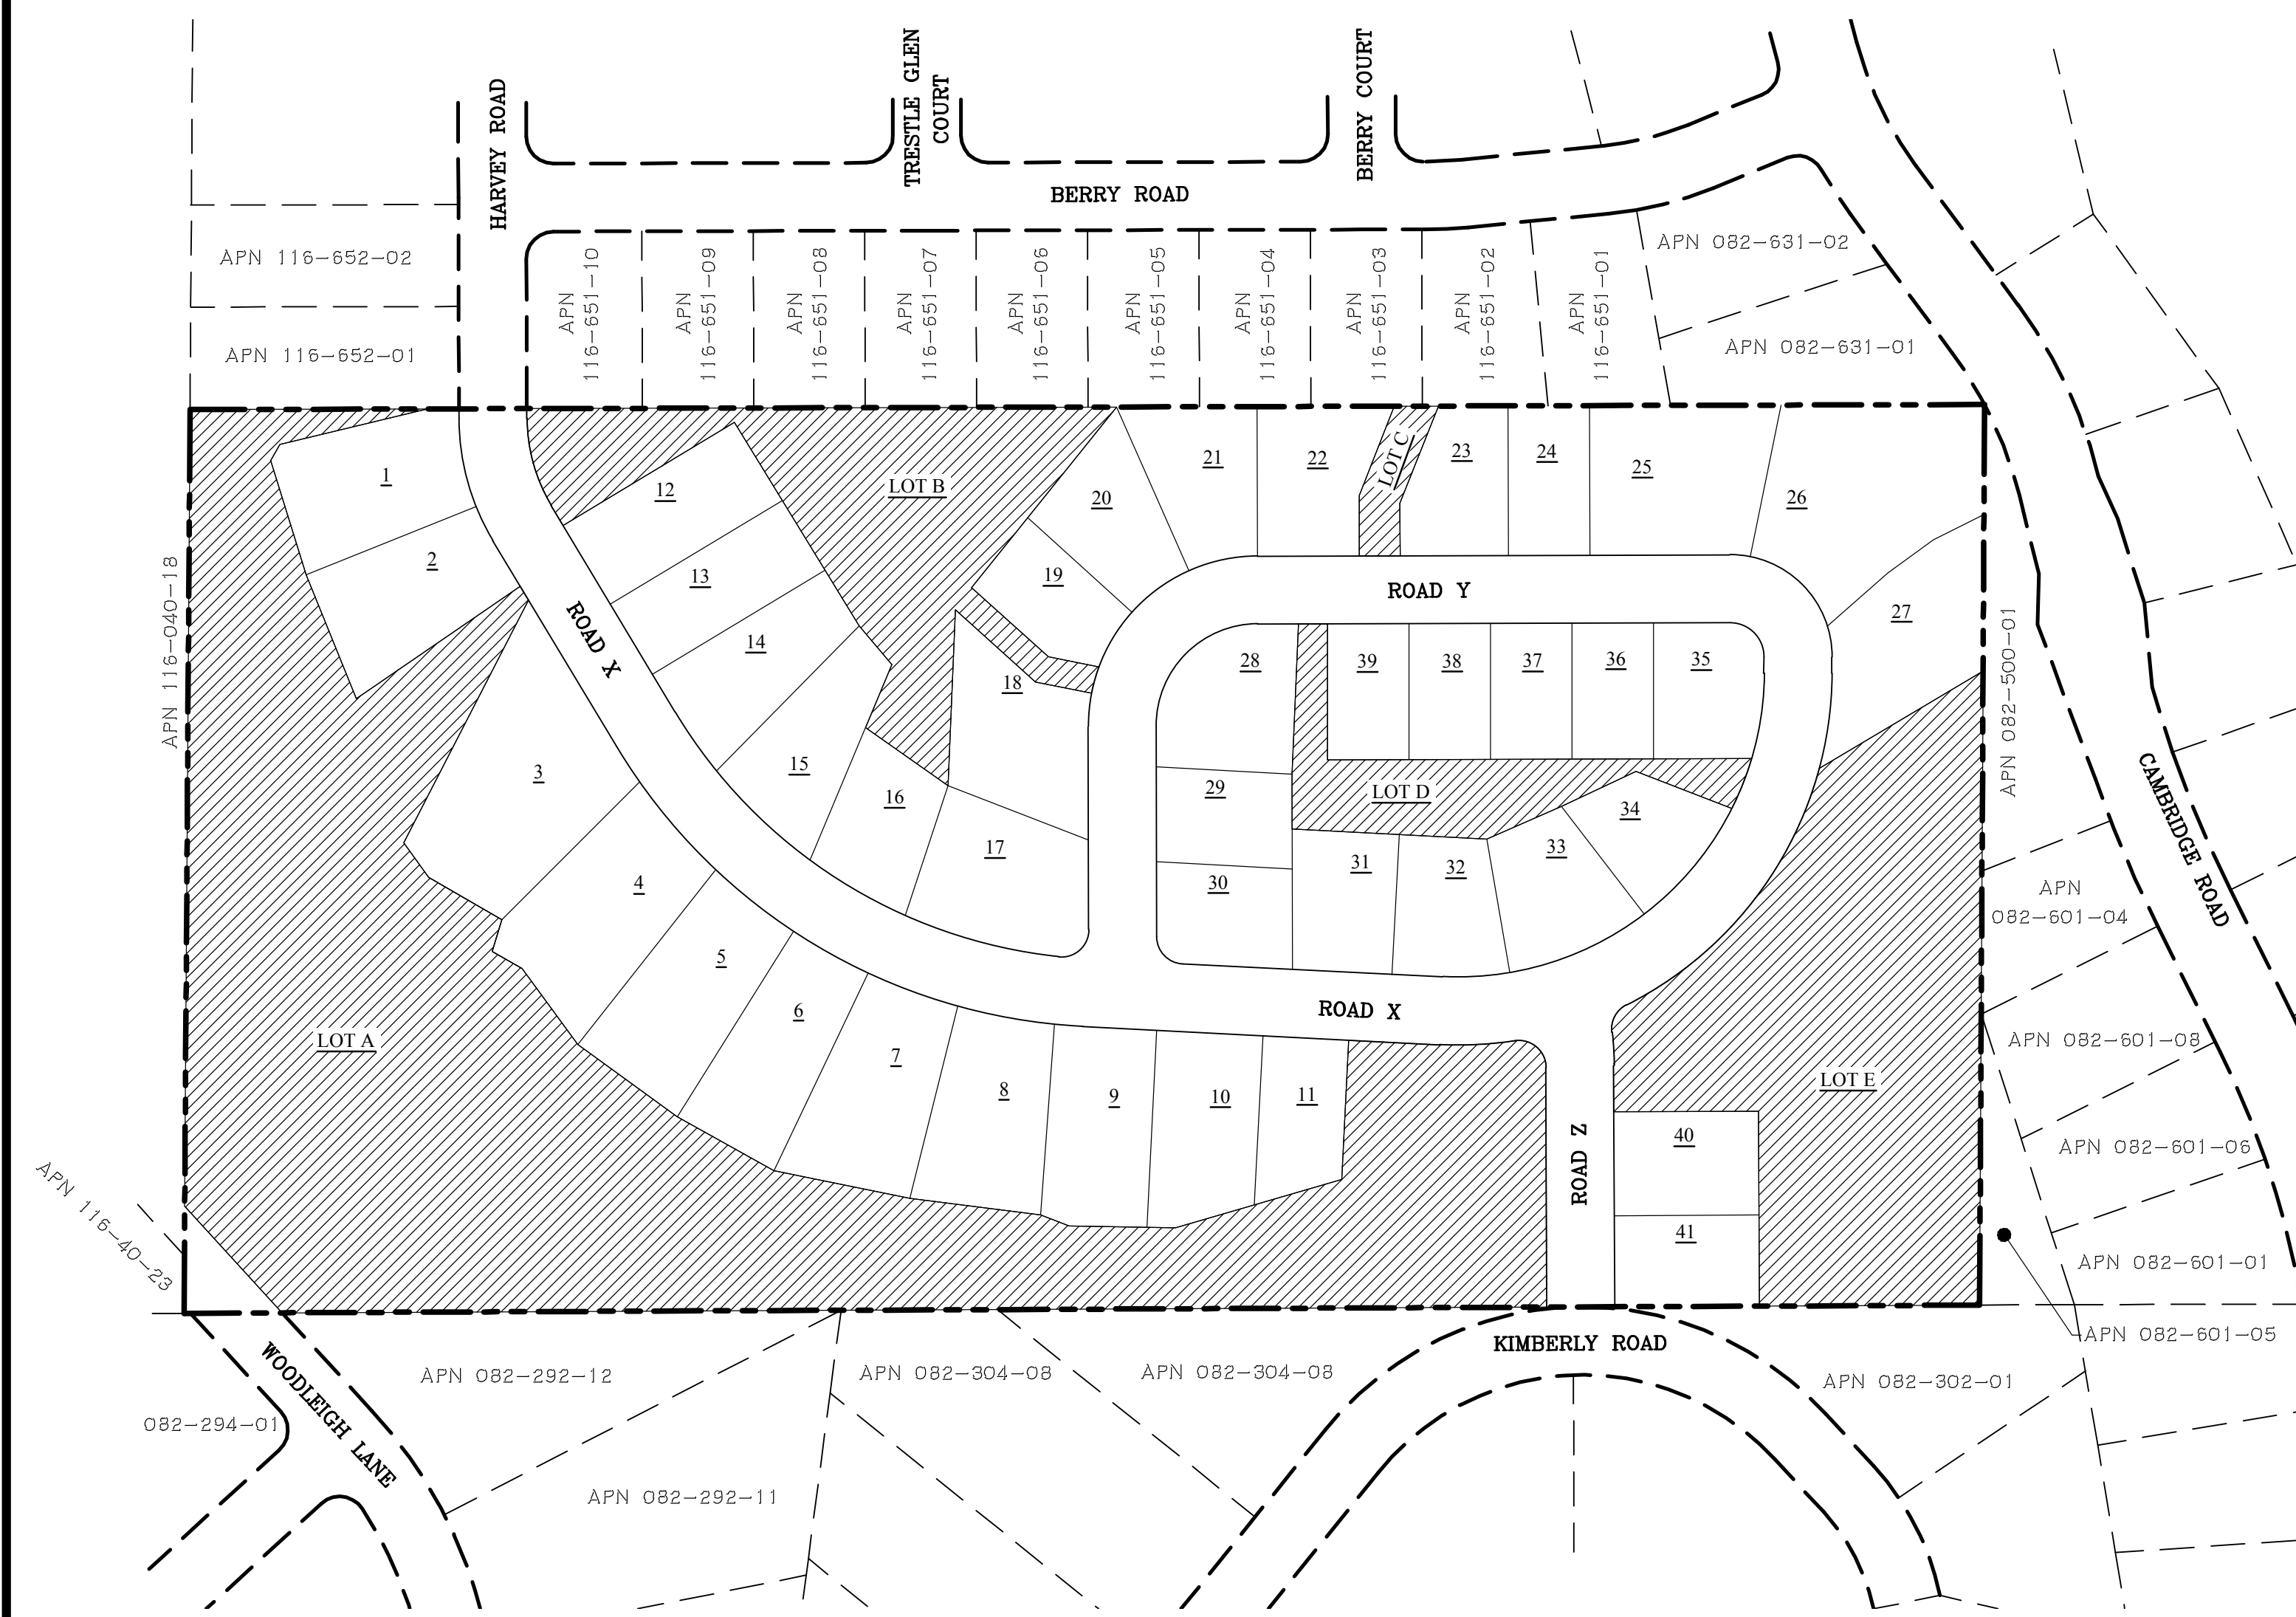 HARVEY ROAD
TRESTLE GLEN
COURT
BERRY COURT
BERRY ROAD
APN 116-652-02
APN 116-652-01
APN
116-651-10
APN
116-651-09
APN
116-651-08
APN
116-651-07
APN
116-651-06
APN
116-651-05
APN
116-651-04
APN
116-651-03
APN
116-651-02
APN
116-651-01
APN 082-631-02
APN 082-631-01
1
2
12
13
14
LOT B
20
19
21
22
LOT C
23
24
25
26
27
APN 116-040-18
ROAD X
ROAD Y
18
28
39
38
37
36
35
APN 082-500-01
3
15
16
17
29
LOT D
34
33
30
31
32
CAMBRIDGE ROAD
APN
082-601-04
4
5
6
7
8
9
10
11
ROAD X
LOT A
LOT E
ROAD Z
40
41
APN 082-601-08
APN 082-601-06
APN 082-601-01
APN 082-601-05
APN 116-40-23
WOODLEIGH LANE
082-294-01
APN 082-292-12
APN 082-292-11
APN 082-304-08
APN 082-304-08
KIMBERLY ROAD
APN 082-302-01